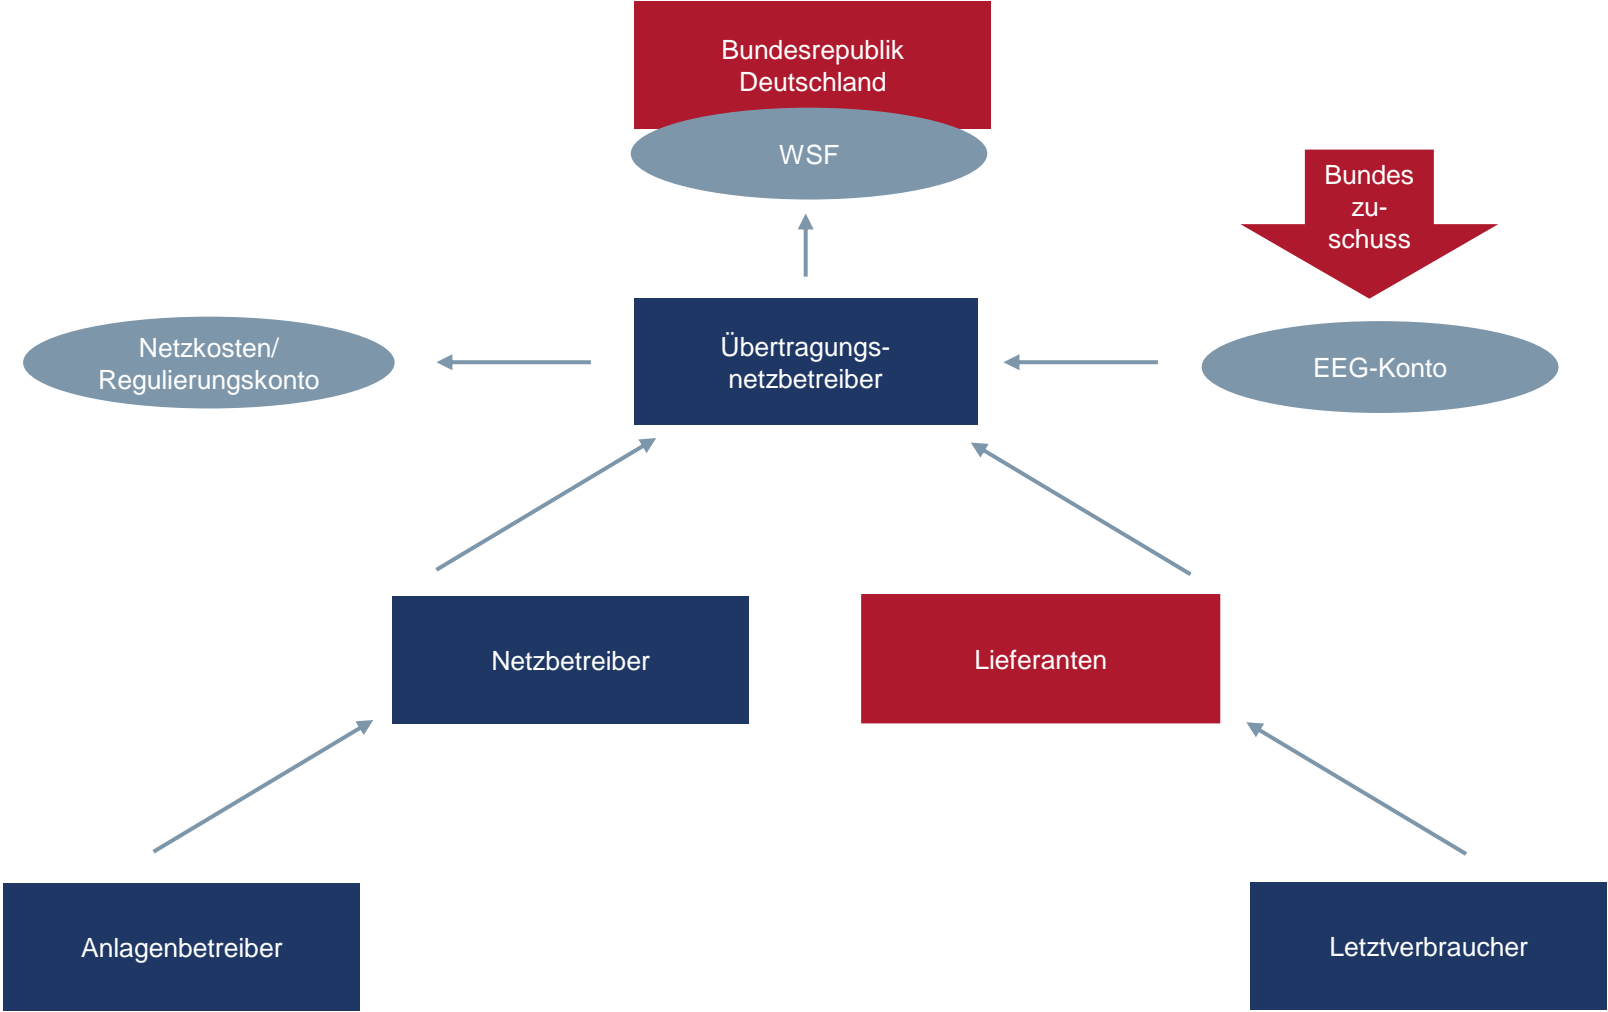 Bundesrepublik
Deutschland
WSF
Bundes
zu-
schuss
Netzkosten/
Regulierungskonto
Übertragungs-
netzbetreiber
EEG-Konto
Netzbetreiber
Lieferanten
Anlagenbetreiber
Letztverbraucher